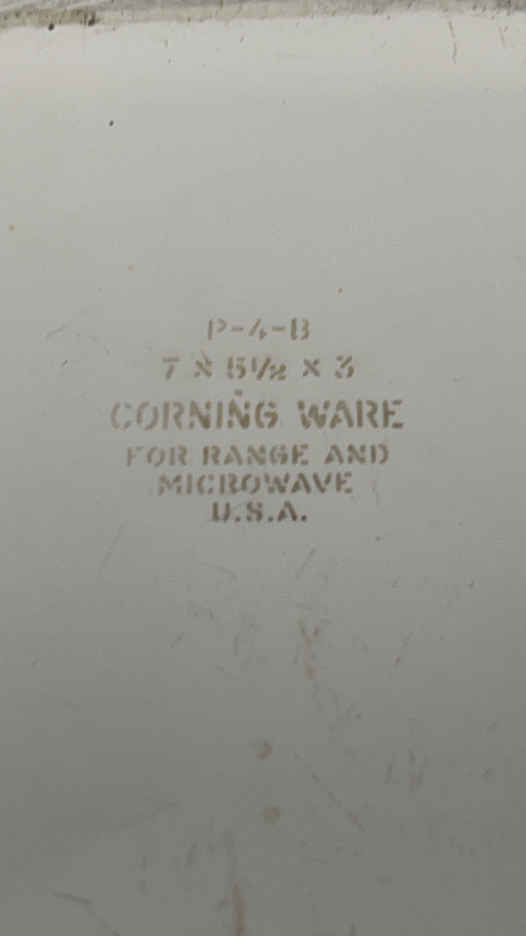 P-4-B
7 x 5½ x 3
CORNING WARE
FOR RANGE AND
MICROWAVE
U.S.A.